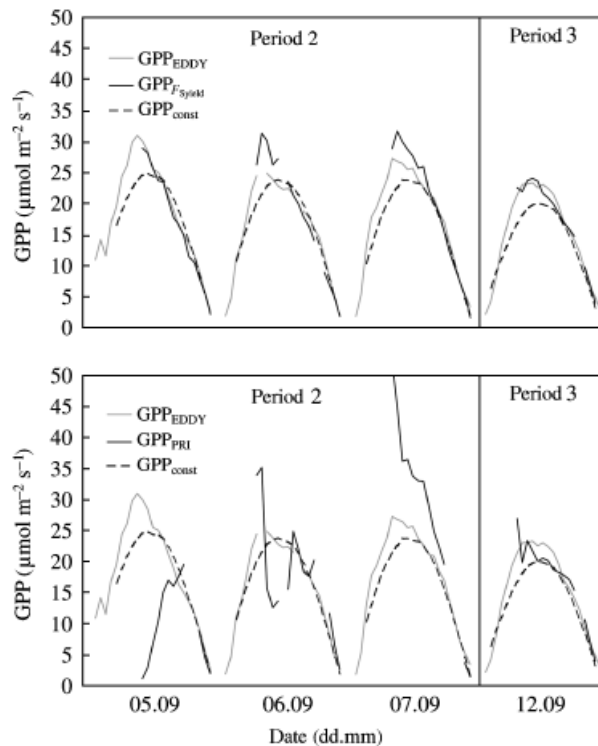 50
Period 2
Period 3
45
GPP_EDDY
40
GPP_F_Syield
35
GPP_const
30
25
20
15
10
5
0
GPP (μmol m⁻² s⁻¹)
50
Period 2
Period 3
45
GPP_EDDY
40
GPP_PRI
35
GPP_const
30
25
20
15
10
5
0
GPP (μmol m⁻² s⁻¹)
05.09 06.09 07.09 12.09
Date (dd.mm)